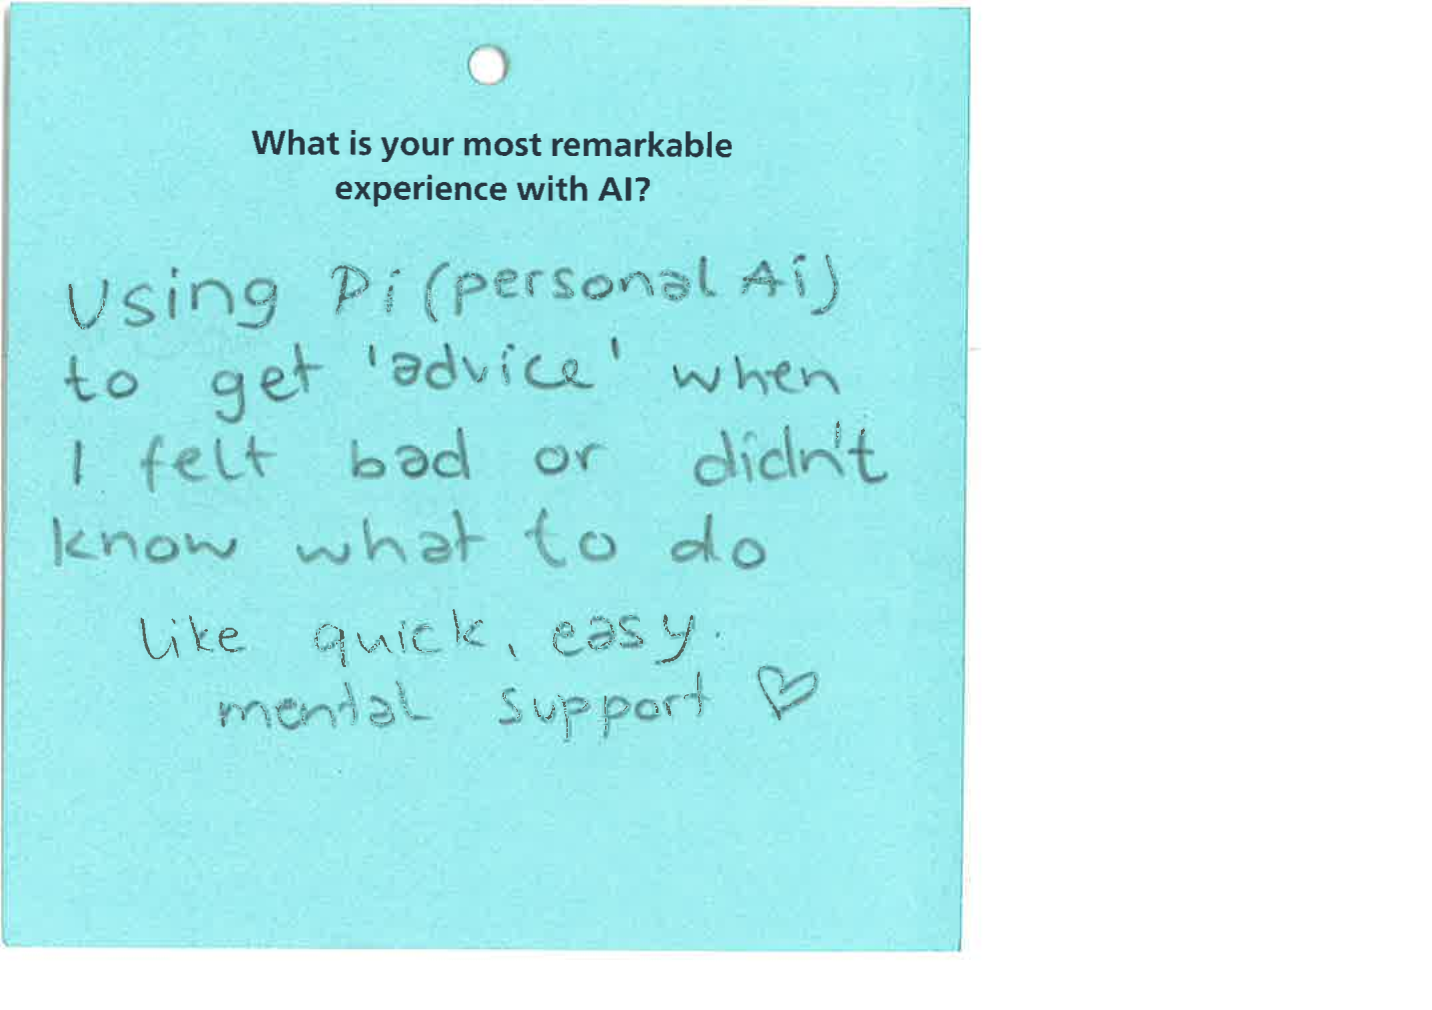 What is your most remarkable
experience with AI?
Using Pi (personal Ai)
to get 'advice' when
I felt bad or didn't
know what to do
like quick, easy.
mental support ♡